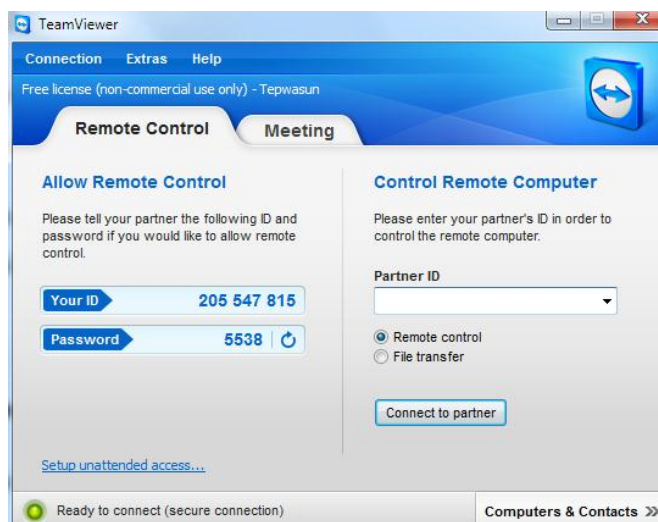 TeamViewer
Connection Extras Help
Free license (non-commercial use only) - Tepwasun
Remote Control Meeting
Allow Remote Control
Please tell your partner the following ID and
password if you would like to allow remote
control.
Your ID 205 547 815
Password 5538
Setup unattended access...
Control Remote Computer
Please enter your partner's ID in order to
control the remote computer.
Partner ID
Remote control
File transfer
Connect to partner
Ready to connect (secure connection)
Computers & Contacts